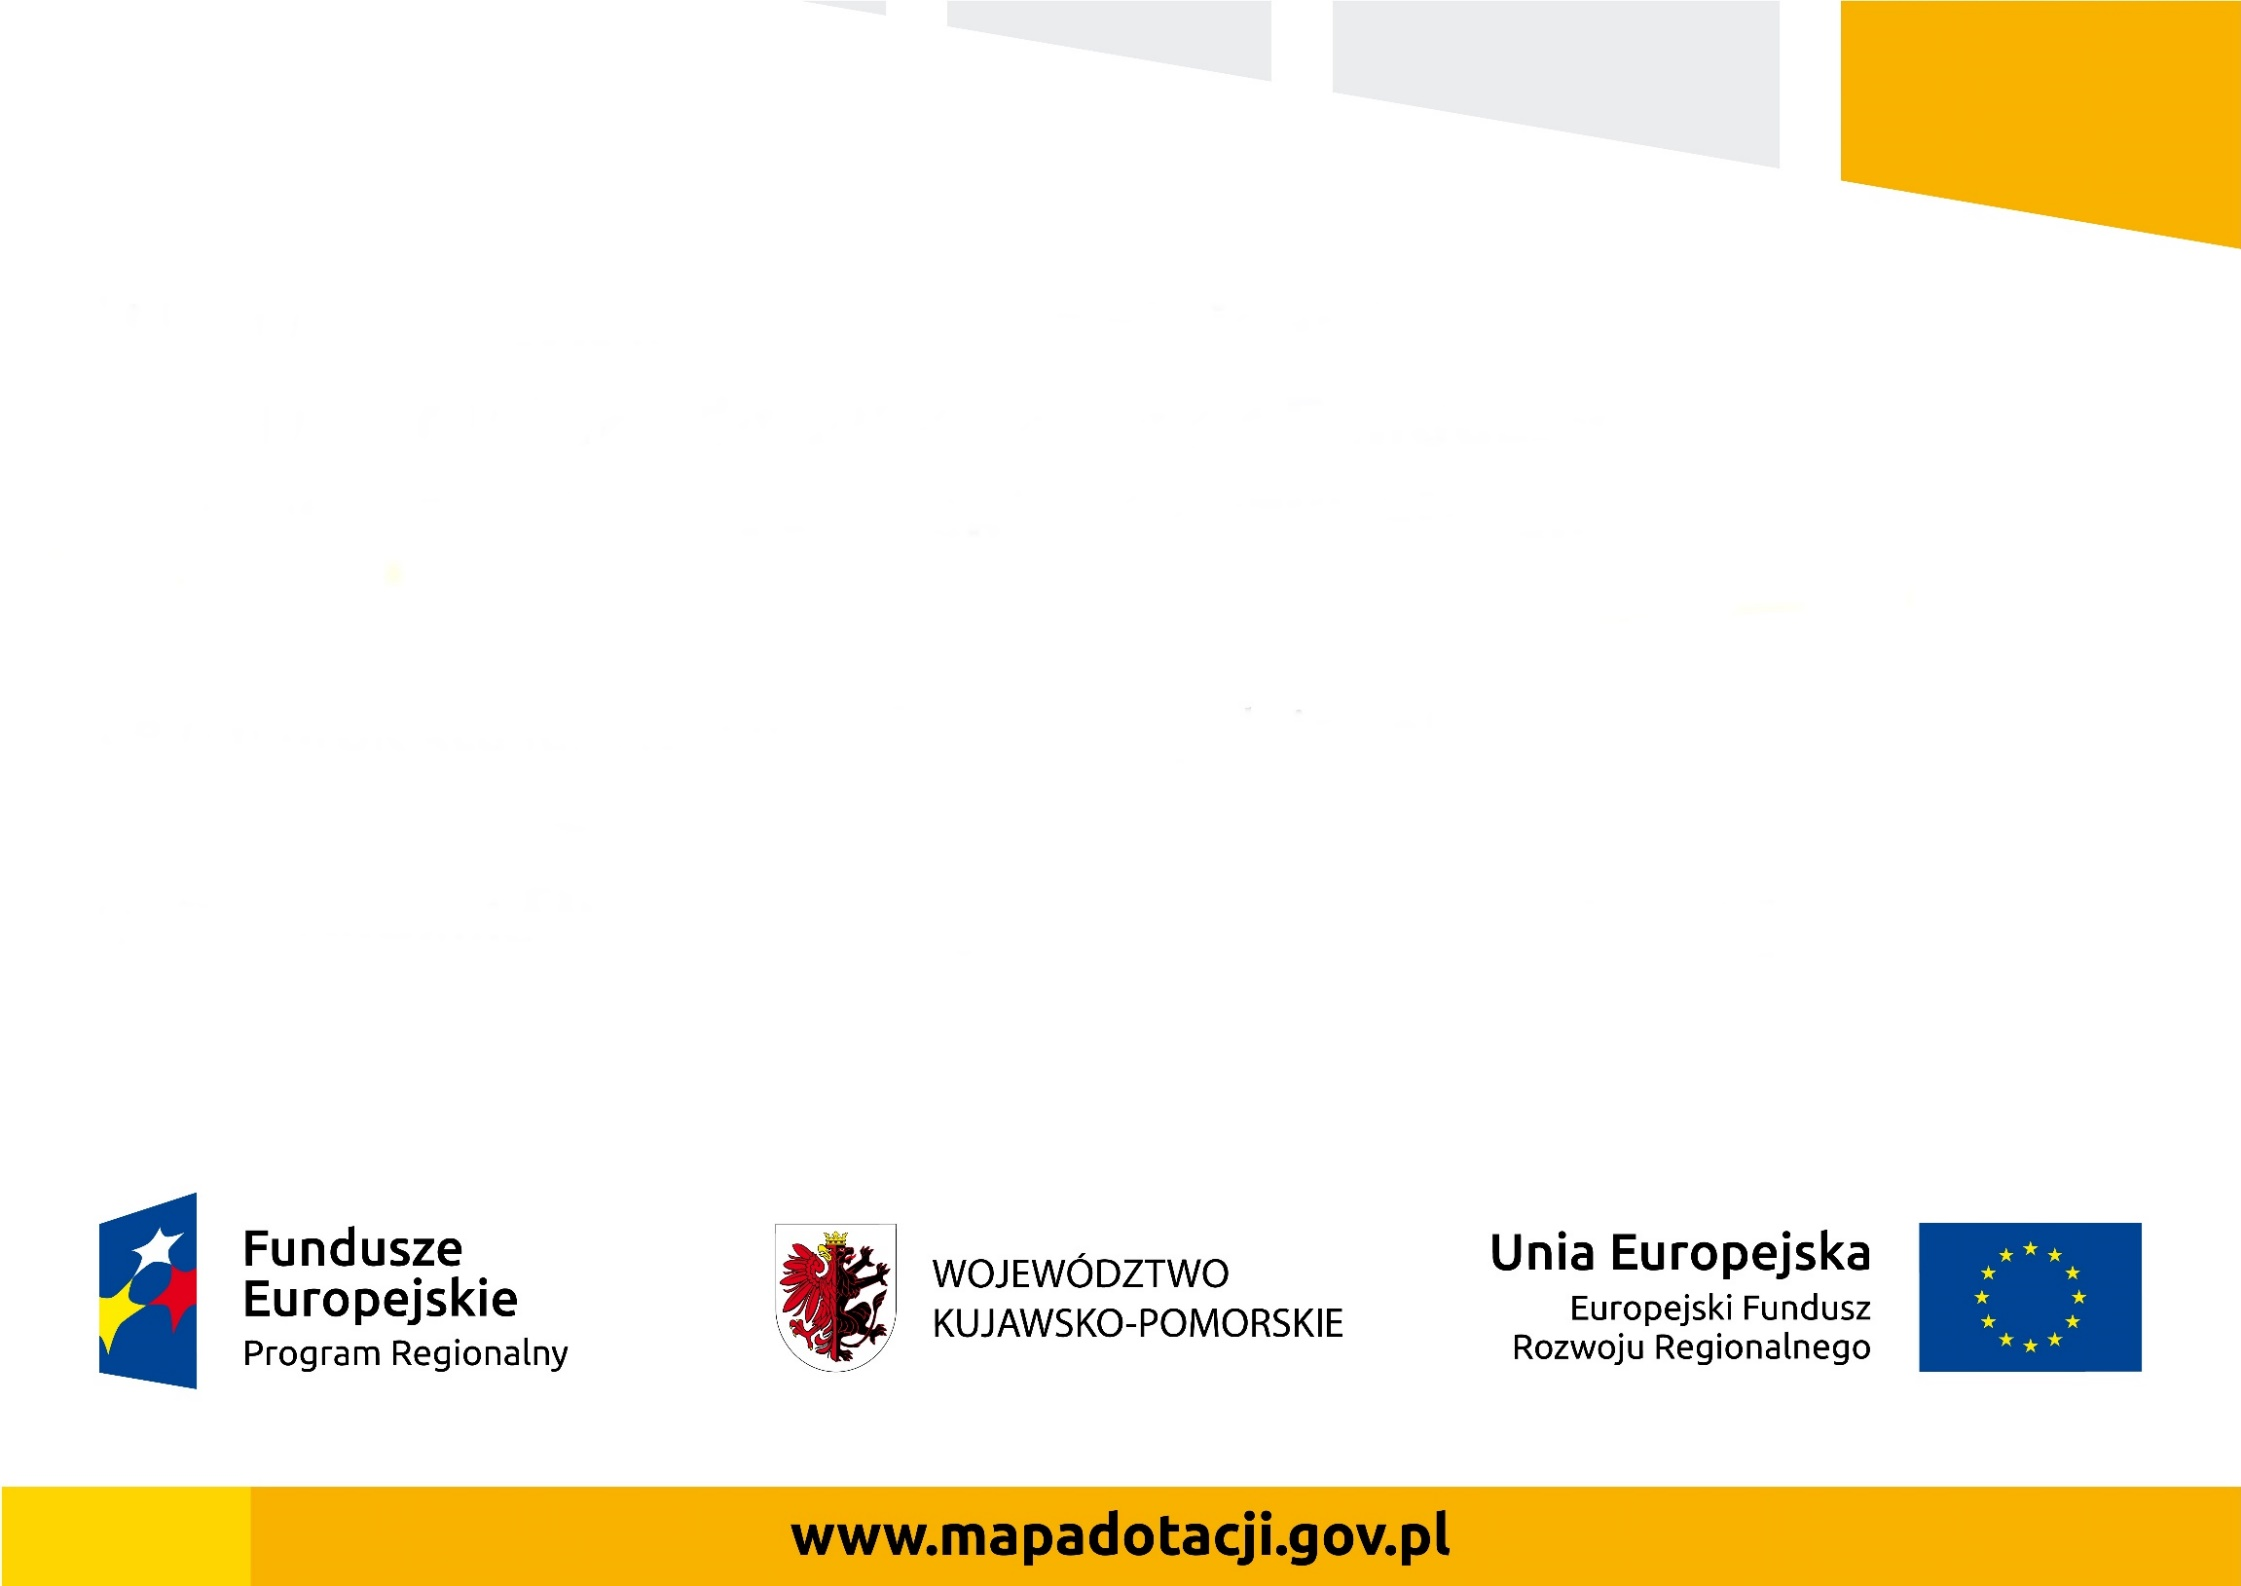 Fundusze
Europejskie
Program Regionalny
WOJEWÓDZTWO
KUJAWSKO-POMORSKIE
Unia Europejska
Europejski Fundusz
Rozwoju Regionalnego
www.mapadotacji.gov.pl